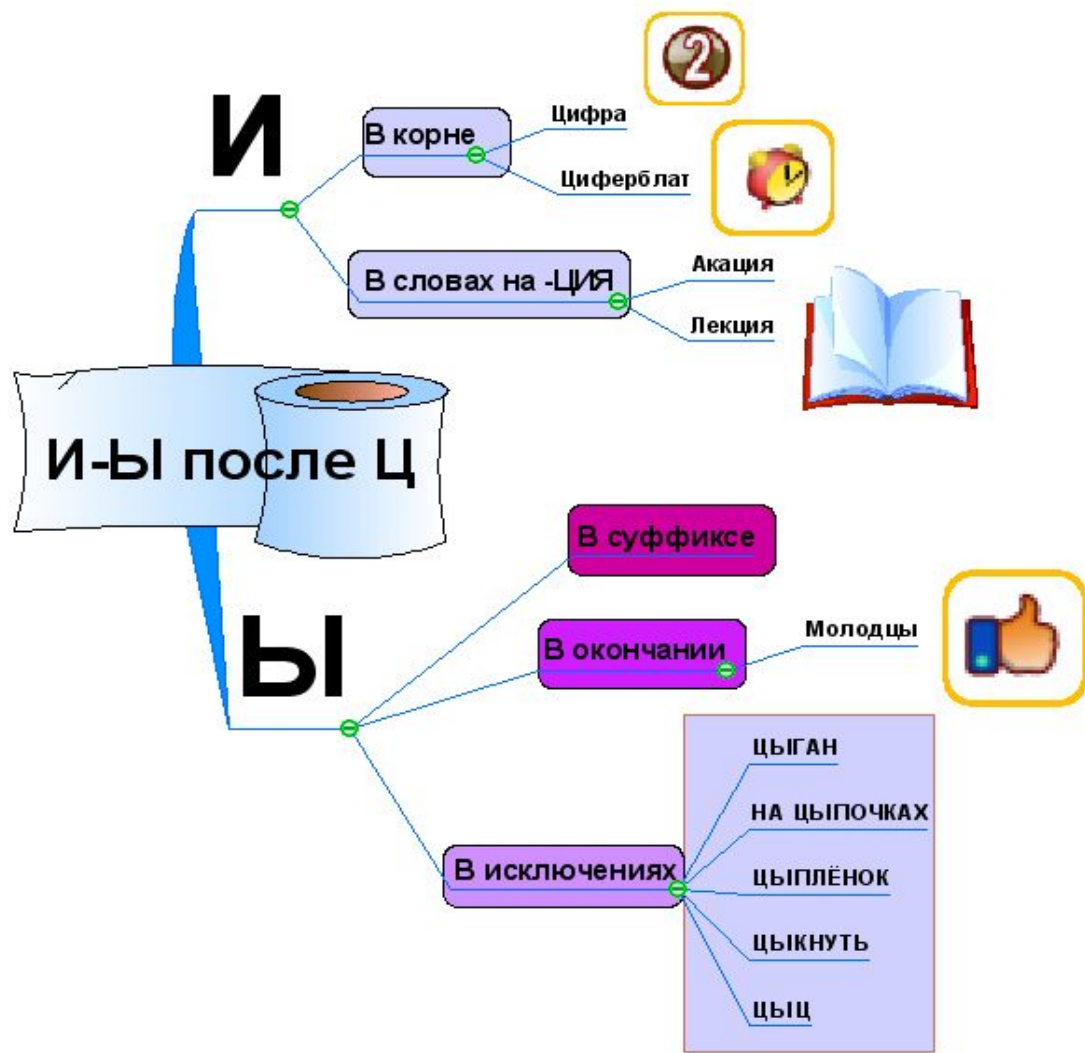 И
В корне
Цифра
2
Циферблат
В словах на -ЦИЯ
Акация
Лекция
И-Ы после Ц
Ы
В суффиксе
В окончании
Молодцы
В исключениях
ЦЫГАН
НА ЦЫПОЧКАХ
ЦЫПЛЁНОК
ЦЫКНУТЬ
ЦЫЦ